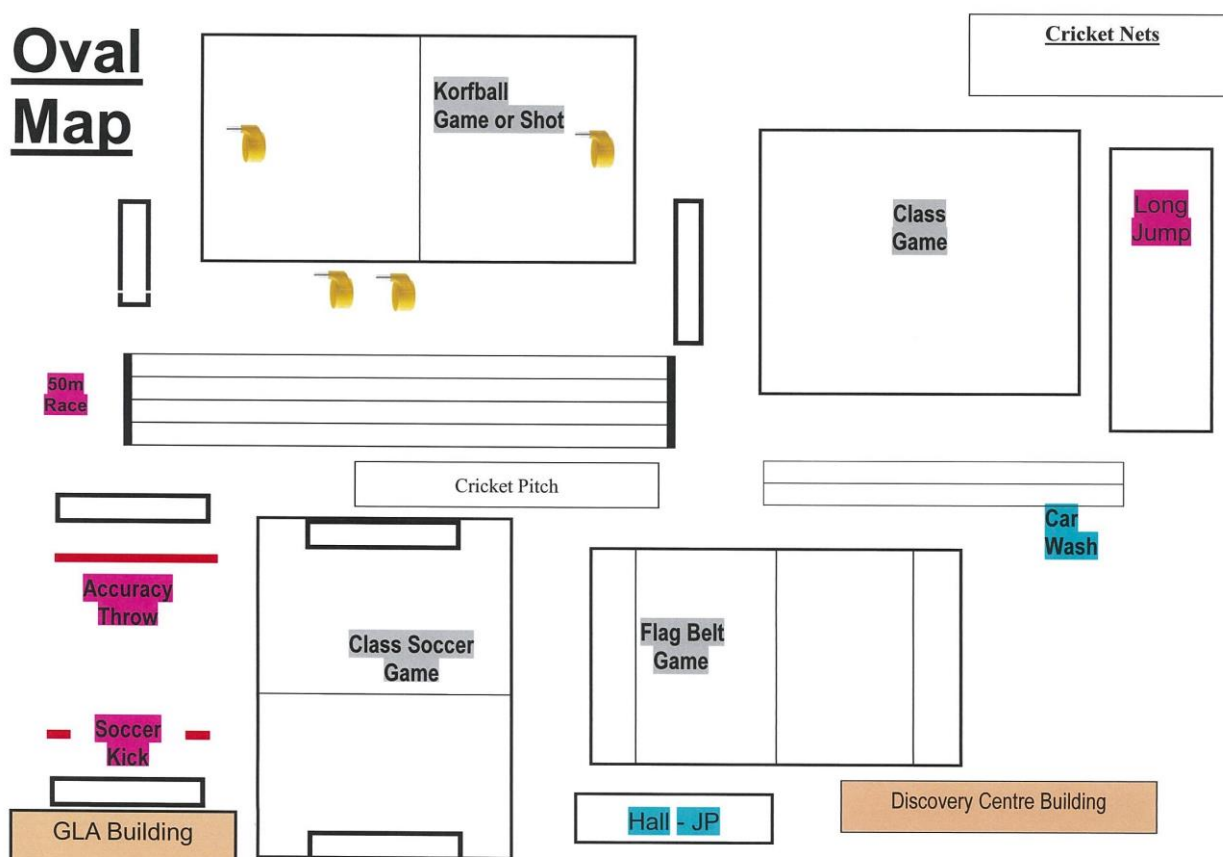 Oval
Map
Korfball
Game or Shot
Cricket Nets
Class
Game
Long
Jump
50m
Race
Cricket Pitch
Car
Wash
Accuracy
Throw
Class Soccer
Game
Flag Belt
Game
Soccer
Kick
GLA Building
Hall - JP
Discovery Centre Building